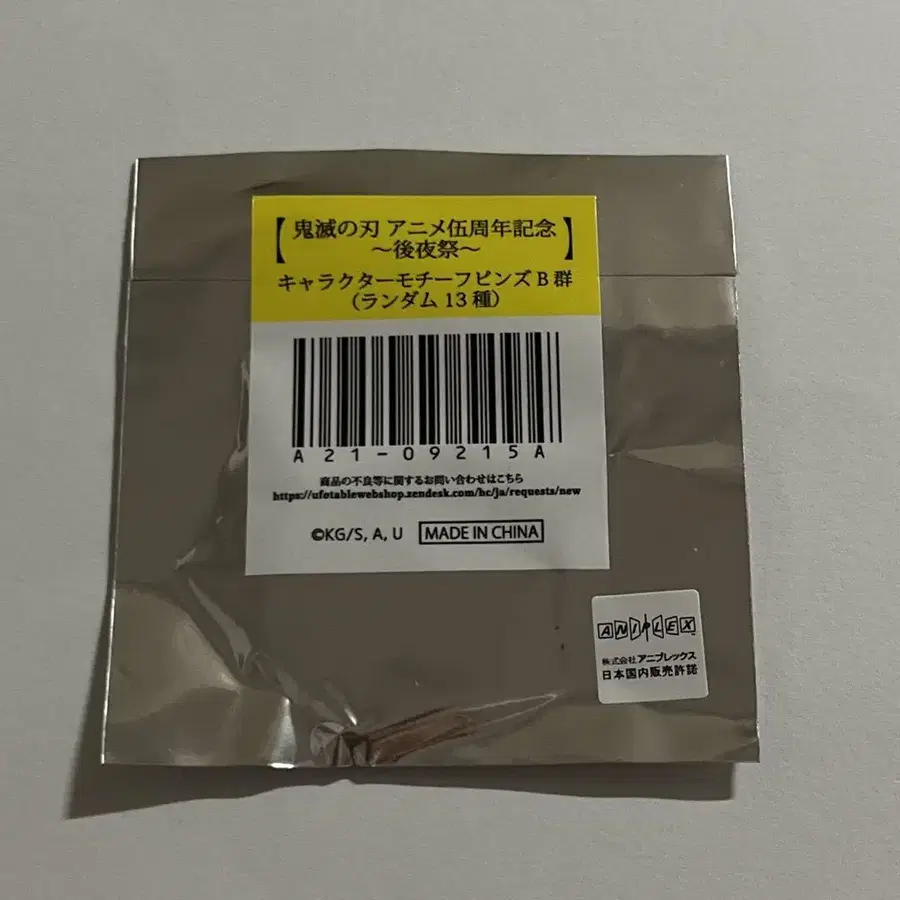 【鬼滅の刃 アニメ伍周年記念
～後夜祭～】
キャラクターモチーフピンズ B 群
（ランダム 13 種）
A21-09215A
商品の不良等に関するお問い合わせはこちら
https://ufotablewebshop.zendesk.com/hc/ja/requests/new
©KG/S, A, U MADE IN CHINA
ANIPLEX
株式会社 アニプレックス
日本国内販売許諾